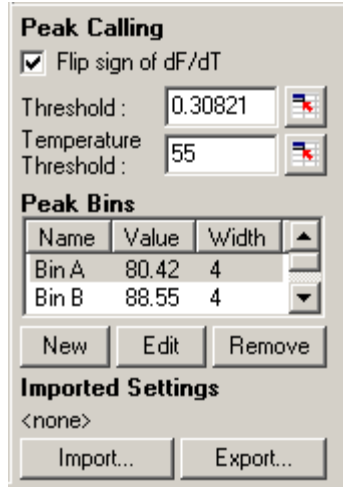 Peak Calling
Flip sign of dF/dT
Threshold : 0.30821
Temperature
Threshold : 55
Peak Bins
Name Value Width
Bin A 80.42 4
Bin B 88.55 4
New Edit Remove
Imported Settings
<none>
Import... Export...